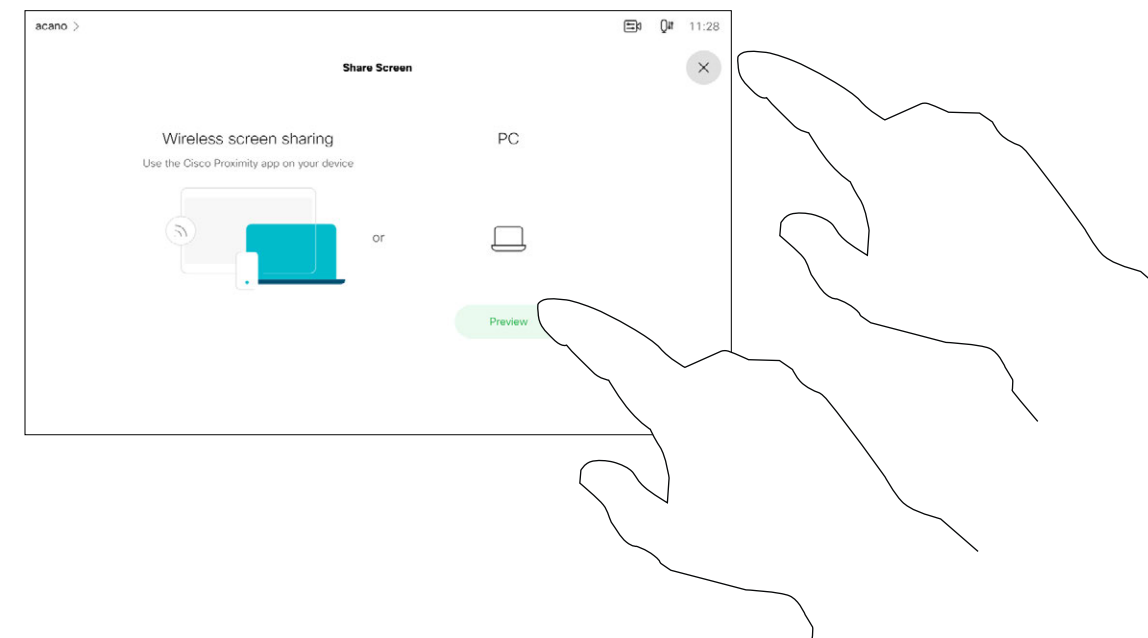 acano >
11:28
Share Screen
Wireless screen sharing
Use the Cisco Proximity app on your device
PC
or
Preview